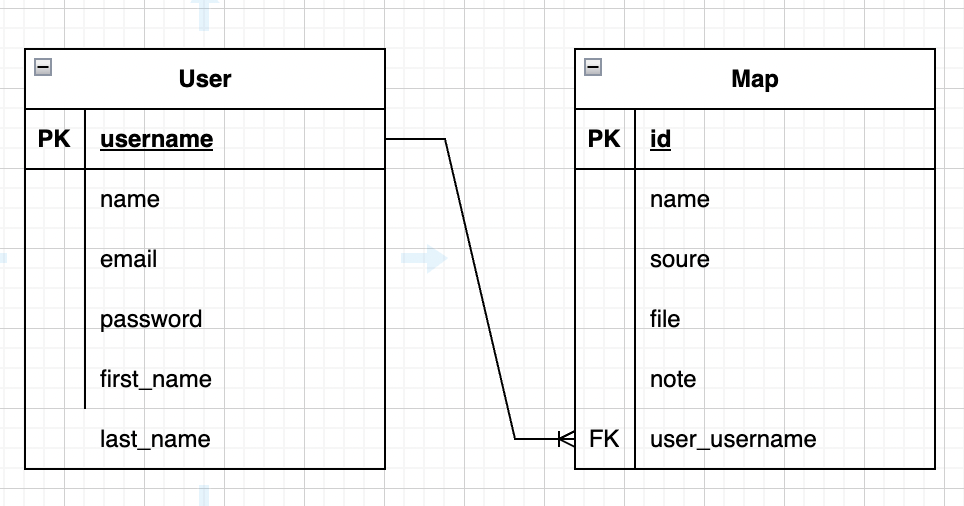 User
PK username
name
email
password
first_name
last_name
Map
PK id
name
soure
file
note
FK user_username